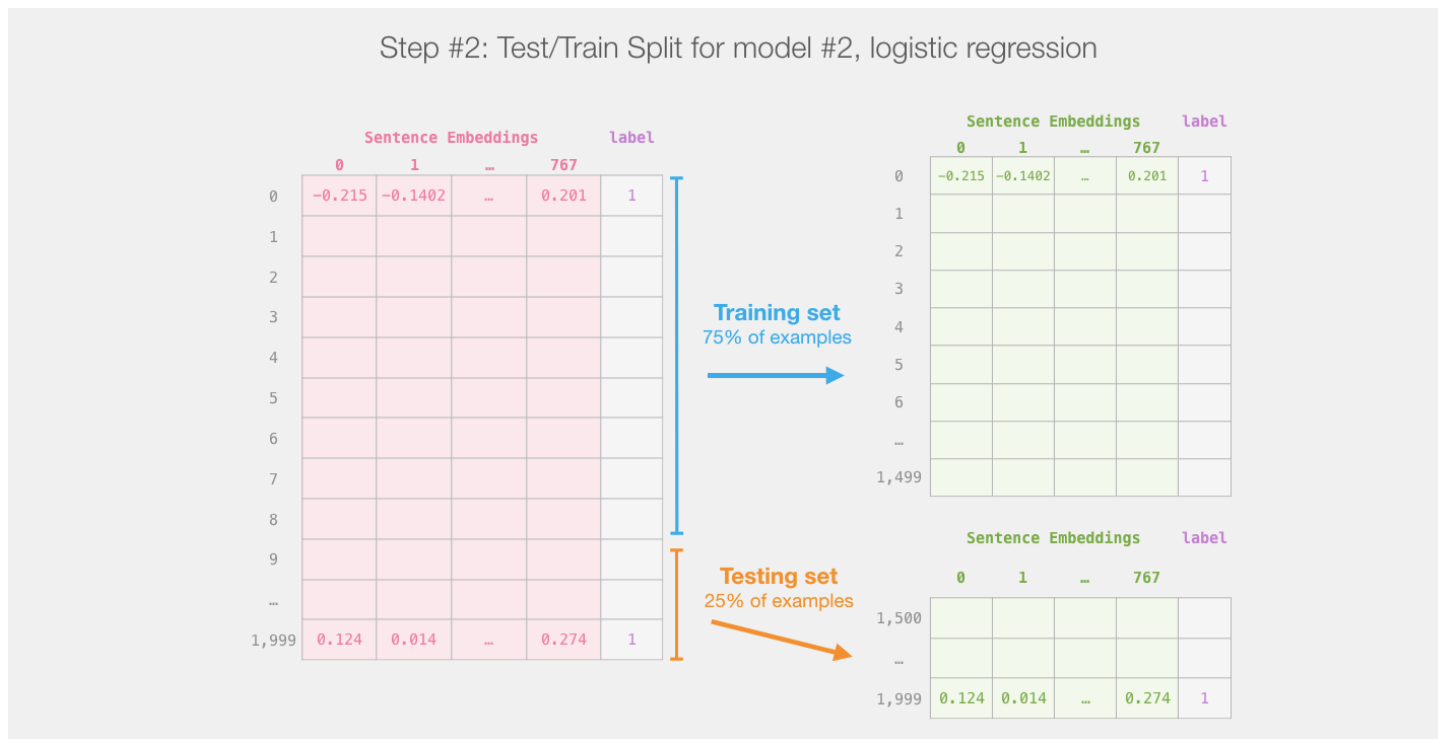 Step #2: Test/Train Split for model #2, logistic regression
Sentence Embeddings label
0 1 … 767
0 -0.215 -0.1402 … 0.201 1
1
2
3
4
5
6
7
8
9
…
1,999 0.124 0.014 … 0.274 1
Training set
75% of examples
Testing set
25% of examples
Sentence Embeddings label
0 1 … 767
0 -0.215 -0.1402 … 0.201 1
1
2
3
4
5
6
…
1,499
Sentence Embeddings label
0 1 … 767
1,500
…
1,999 0.124 0.014 … 0.274 1